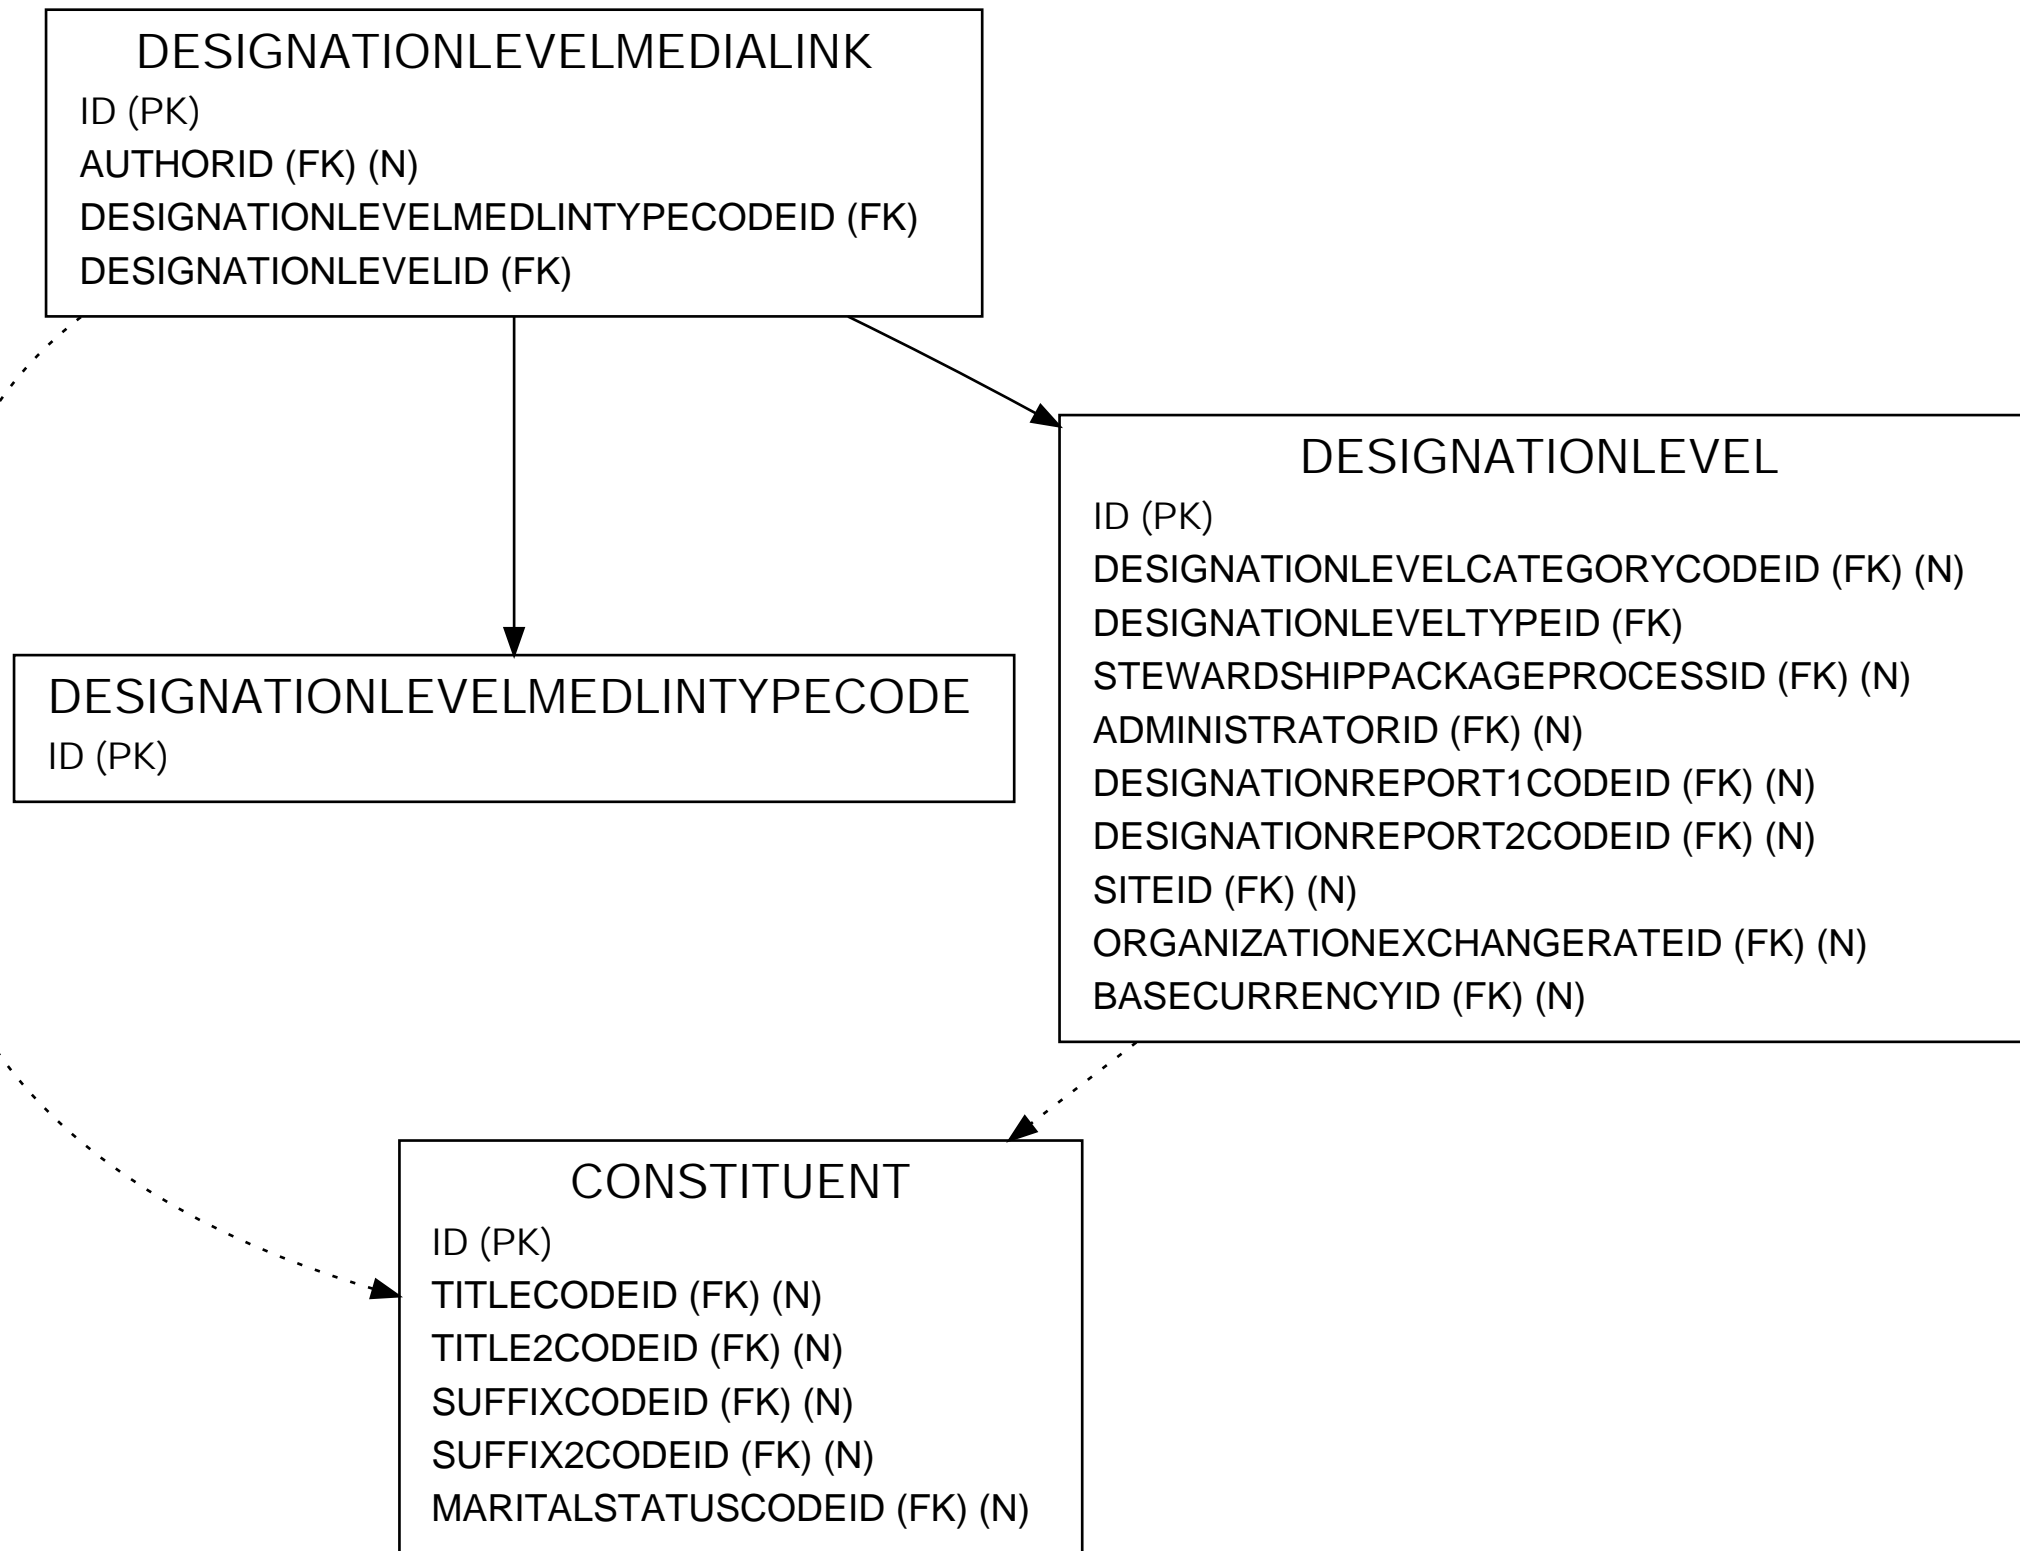 DESIGNATIONLEVELMEDIALINK
ID (PK)
AUTHORID (FK) (N)
DESIGNATIONLEVELMEDLINTYPECODEID (FK)
DESIGNATIONLEVELID (FK)
DESIGNATIONLEVEL
ID (PK)
DESIGNATIONLEVELCATEGORYCODEID (FK) (N)
DESIGNATIONLEVELTYPEID (FK)
STEWARDSHIPPACKAGEPROCESSID (FK) (N)
ADMINISTRATORID (FK) (N)
DESIGNATIONREPORT1CODEID (FK) (N)
DESIGNATIONREPORT2CODEID (FK) (N)
SITEID (FK) (N)
ORGANIZATIONEXCHANGERATEID (FK) (N)
BASECURRENCYID (FK) (N)
DESIGNATIONLEVELMEDLINTYPECODE
ID (PK)
CONSTITUENT
ID (PK)
TITLECODEID (FK) (N)
TITLE2CODEID (FK) (N)
SUFFIXCODEID (FK) (N)
SUFFIX2CODEID (FK) (N)
MARITALSTATUSCODEID (FK) (N)